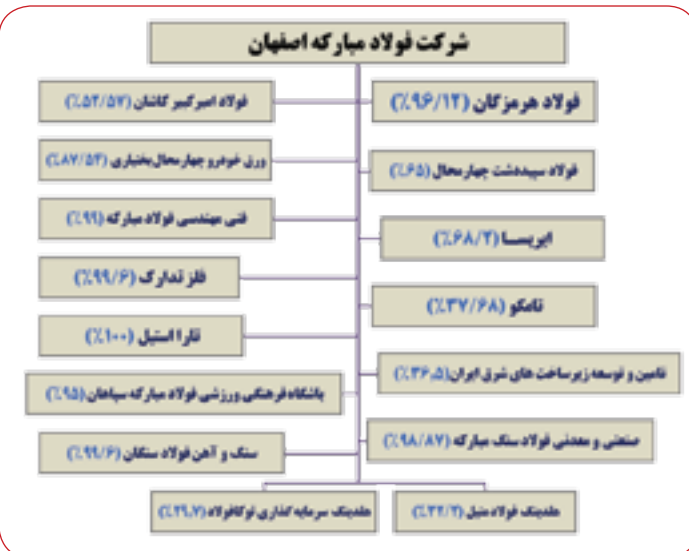 شرکت فولاد مبارکه اصفهان
فولاد هرمزگان (٪۹۶/۱۲)
فولاد امیرکبیر کاشان (٪۵۲/۵۷)
فولاد سپیددشت چهارمحال (٪۶۵)
ورق خودرو چهارمحال بختیاری (٪۸۷/۵۴)
ایریسا (٪۶۸/۲)
فنی مهندسی فولاد مبارکه (٪۹۹)
تامکو (٪۳۷/۶۸)
فلز تدارک (٪۹۹/۶)
تارا استیل (٪۱۰۰)
تامین و توسعه زیرساخت های شرق ایران (٪۳۶،۵)
باشگاه فرهنگی ورزشی فولاد مبارکه سپاهان (٪۹۵)
صنعتی و معدنی فولاد سنگ مبارکه (٪۹۸/۸۷)
سنگ و آهن فولاد سنگان (٪۹۹/۶)
هلدینگ فولاد متیل (٪۳۲/۲)
هلدینگ سرمایه گذاری توکافولاد (٪۲۹،۷)